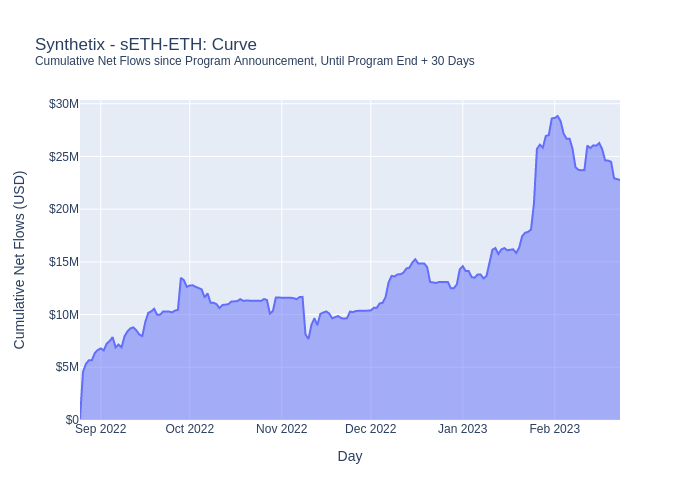 Synthetix - sETH-ETH: Curve
Cumulative Net Flows since Program Announcement, Until Program End + 30 Days
Cumulative Net Flows (USD)
$30M
$25M
$20M
$15M
$10M
$5M
$0
Sep 2022 Oct 2022 Nov 2022 Dec 2022 Jan 2023 Feb 2023
Day